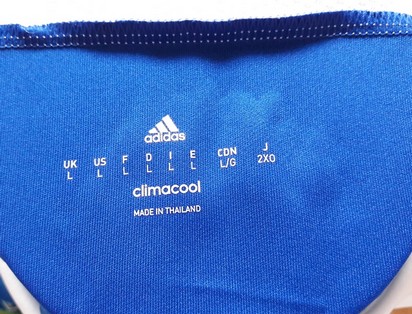 adidas
UK US F D I E CDN J
L L L L L L L/G 2XO
climacool
MADE IN THAILAND